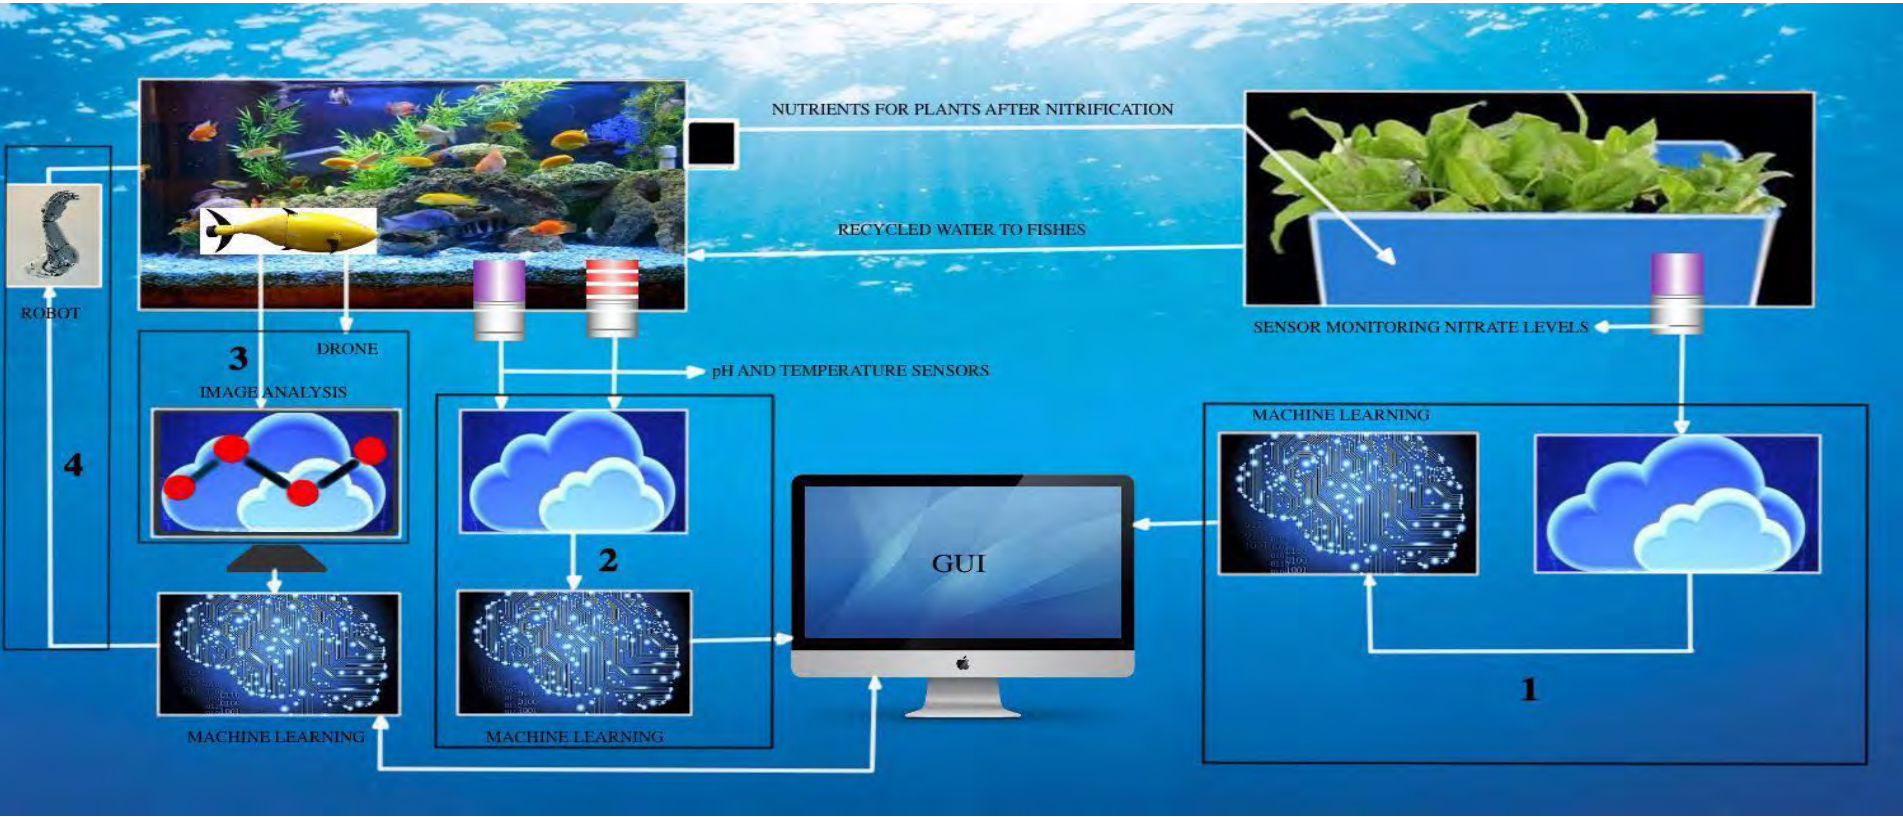 NUTRIENTS FOR PLANTS AFTER NITRIFICATION
RECYCLED WATER TO FISHES
ROBOT
SENSOR MONITORING NITRATE LEVELS
3
DRONE
pH AND TEMPERATURE SENSORS
IMAGE ANALYSIS
MACHINE LEARNING
4
2
GUI
1
MACHINE LEARNING
MACHINE LEARNING